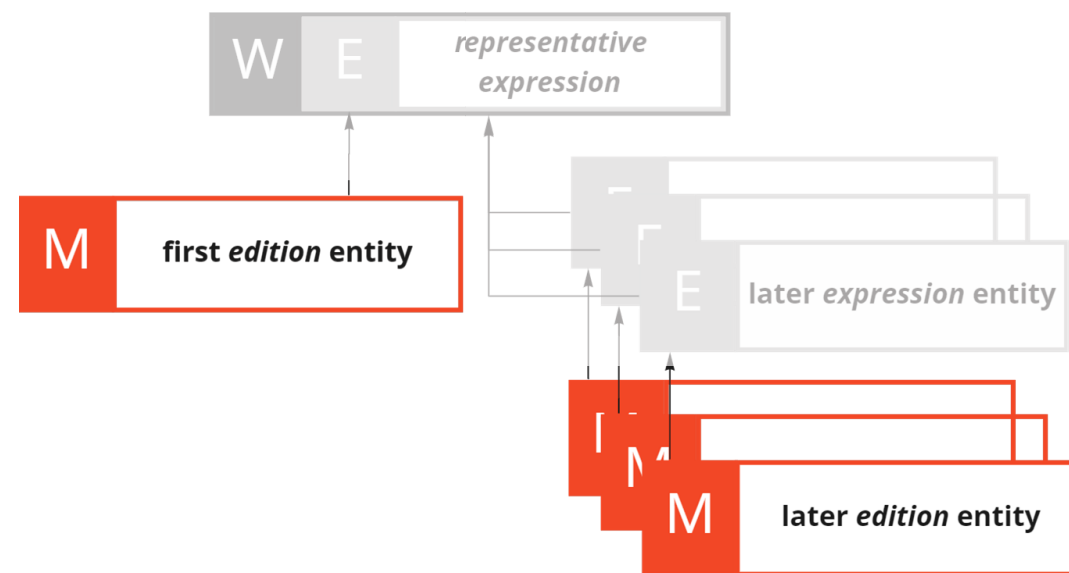 W E representative
expression
M first edition entity
E
E
E later expression entity
M
M
M later edition entity